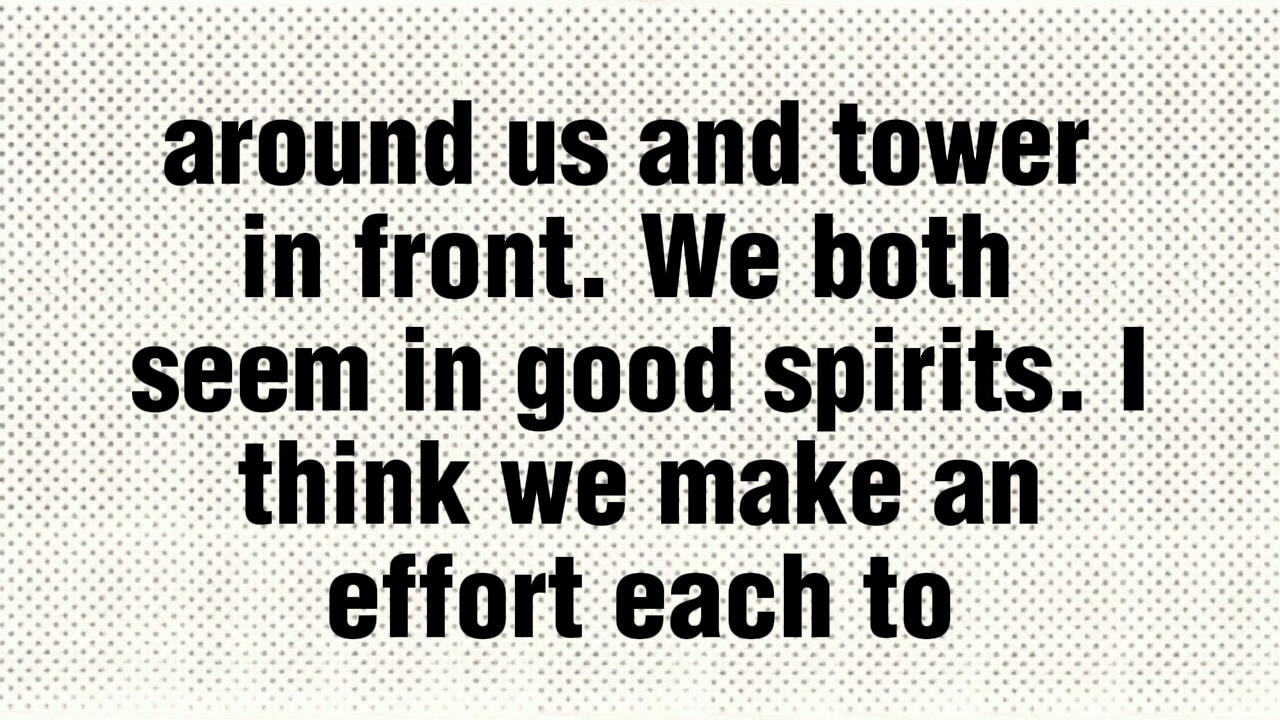 around us and tower
in front. We both
seem in good spirits. I
think we make an
effort each to